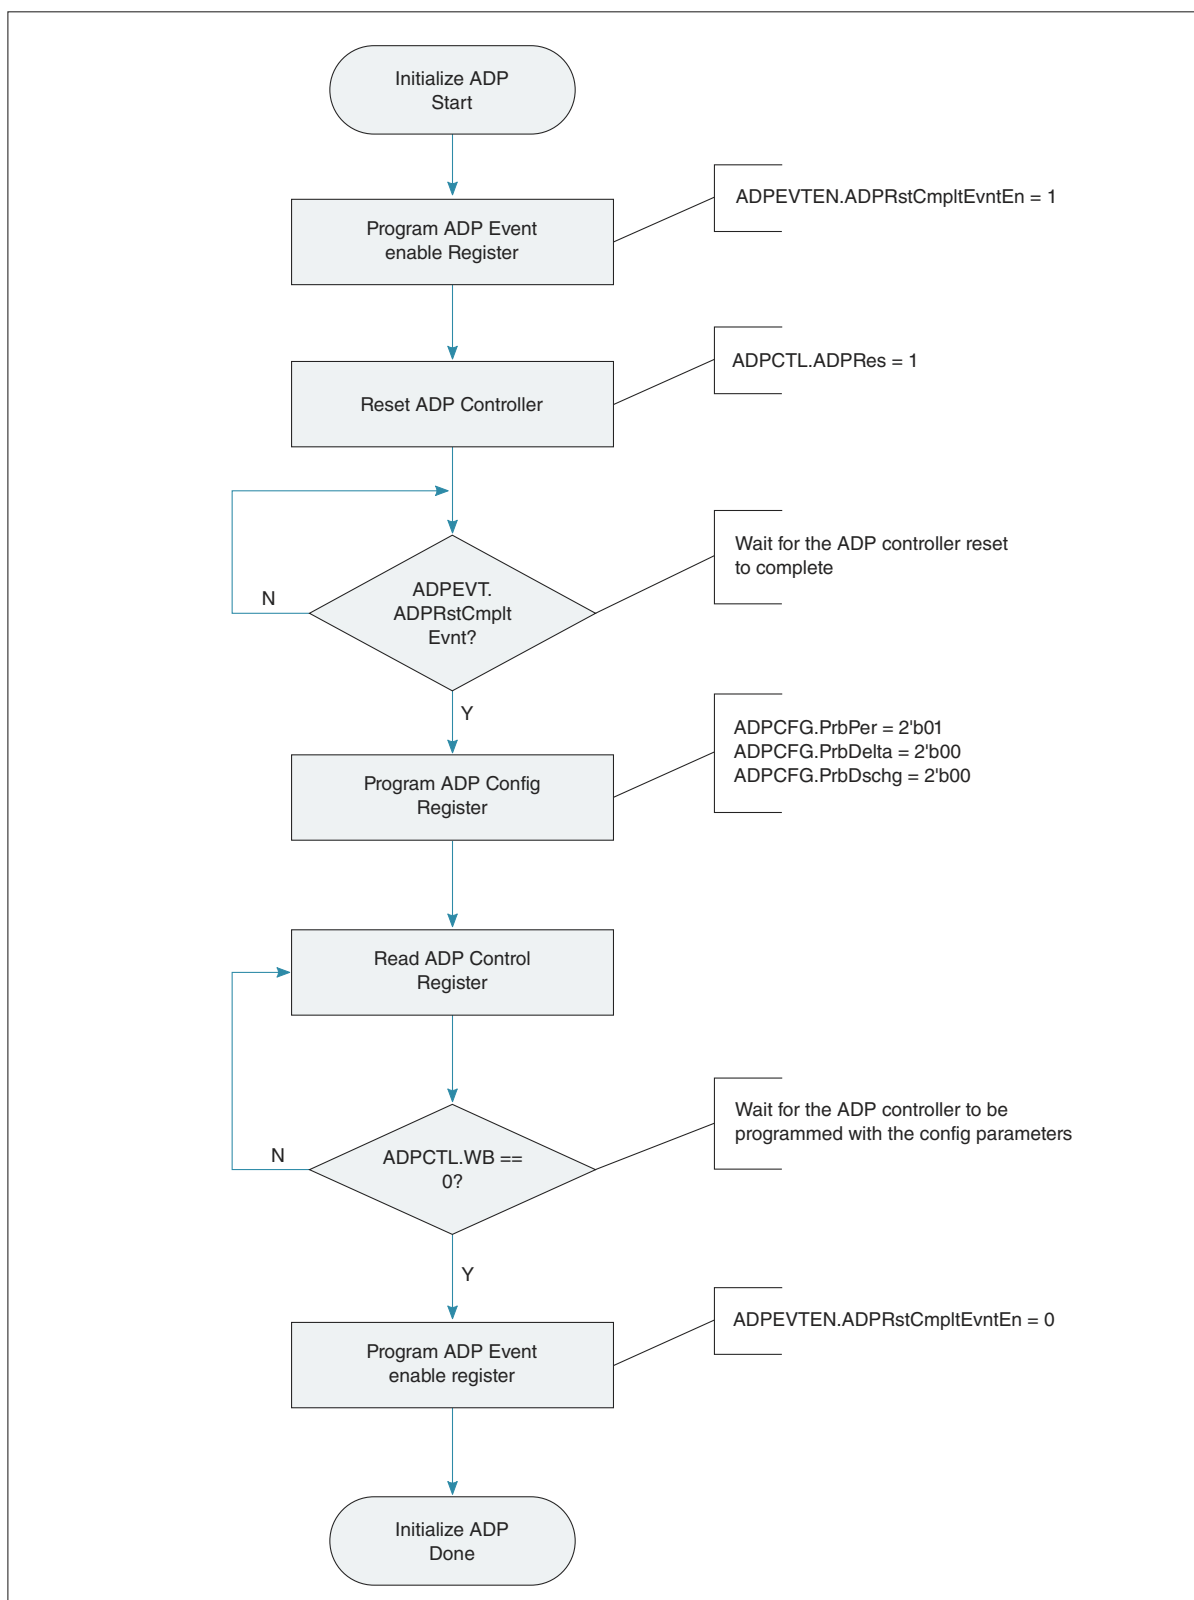 Initialize ADP
Start
Program ADP Event
enable Register
ADPEVTEN.ADPRstCmpltEvntEn = 1
Reset ADP Controller
ADPCTL.ADPRes = 1
ADPEVT.
ADPRstCmplt
Evnt?
N
Wait for the ADP controller reset
to complete
Y
Program ADP Config
Register
ADPCFG.PrbPer = 2'b01
ADPCFG.PrbDelta = 2'b00
ADPCFG.PrbDschg = 2'b00
Read ADP Control
Register
ADPCTL.WB ==
0?
N
Wait for the ADP controller to be
programmed with the config parameters
Y
Program ADP Event
enable register
ADPEVTEN.ADPRstCmpltEvntEn = 0
Initialize ADP
Done